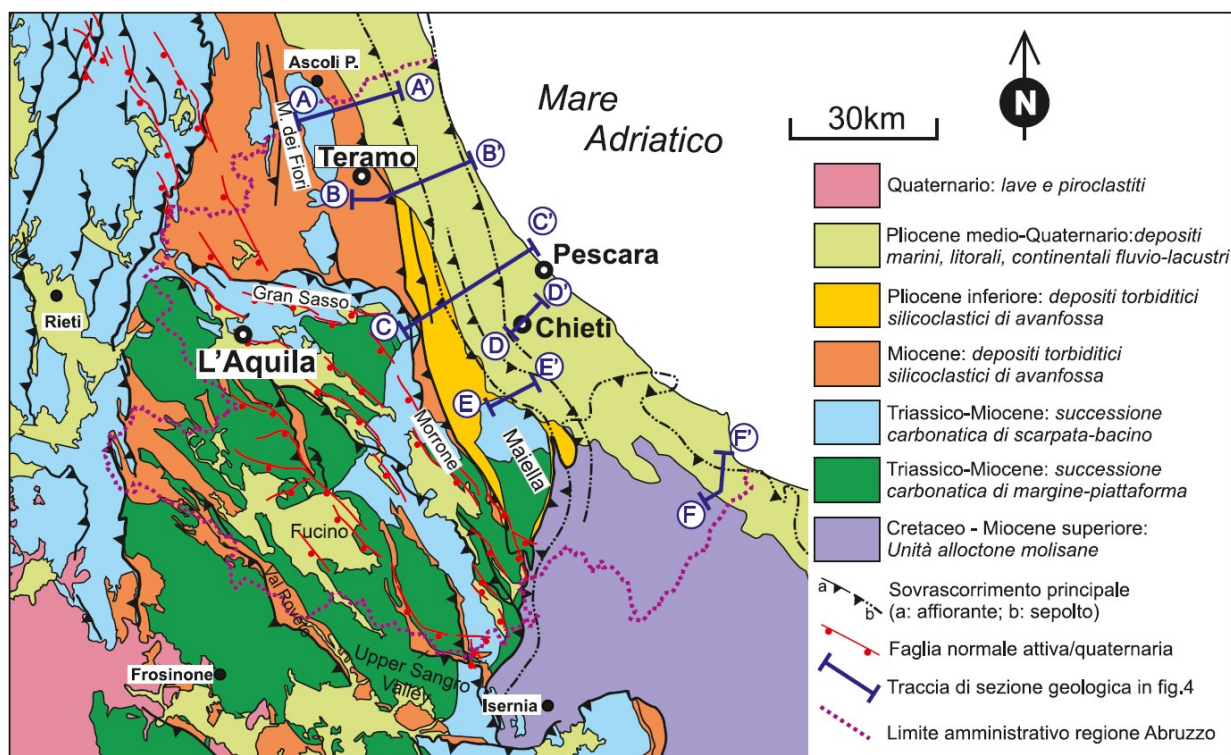 Ascoli P.
A
A'
M. dei Fiori
Teramo
B
B'
Mare
Adriatico
30km
N
C'
Pescara
Gran Sasso
Rieti
L'Aquila
C
D'
Chieti
D
E'
E
Morrone
Maiella
F'
F
Fucino
Val Roveto
Upper Sangro
Valley
Frosinone
Isernia
Quaternario: lave e piroclastiti
Pliocene medio-Quaternario:depositi
marini, litorali, continentali fluvio-lacustri
Pliocene inferiore: depositi torbiditici
silicoclastici di avanfossa
Miocene: depositi torbiditici
silicoclastici di avanfossa
Triassico-Miocene: successione
carbonatica di scarpata-bacino
Triassico-Miocene: successione
carbonatica di margine-piattaforma
Cretaceo - Miocene superiore:
Unità alloctone molisane
a
b
Sovrascorrimento principale
(a: affiorante; b: sepolto)
Faglia normale attiva/quaternaria
Traccia di sezione geologica in fig.4
Limite amministrativo regione Abruzzo